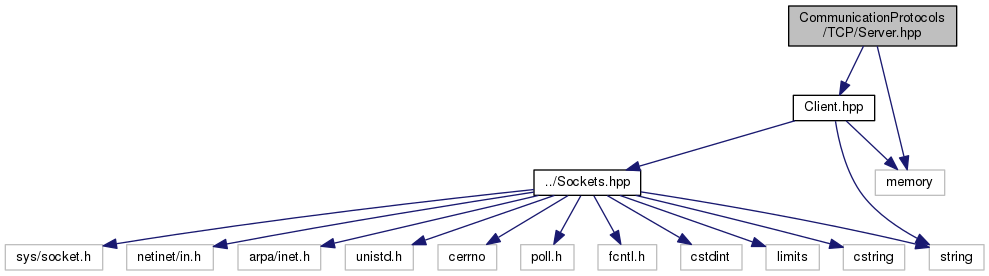 CommunicationProtocols
/TCP/Server.hpp
Client.hpp
memory
../Sockets.hpp
sys/socket.h
netinet/in.h
arpa/inet.h
unistd.h
cerrno
poll.h
fcntl.h
cstdint
limits
cstring
string